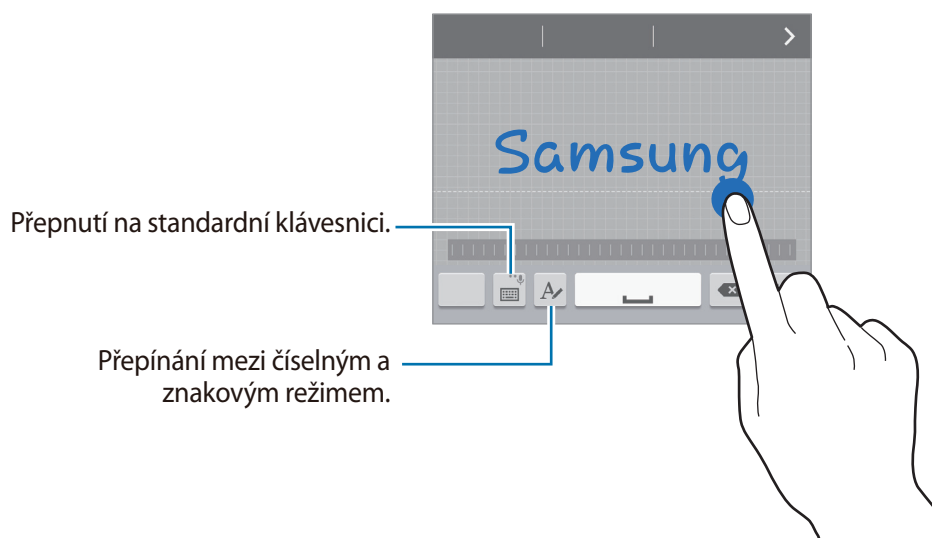 Samsung
Přepnutí na standardní klávesnici.
Přepínání mezi číselným a
znakovým režimem.